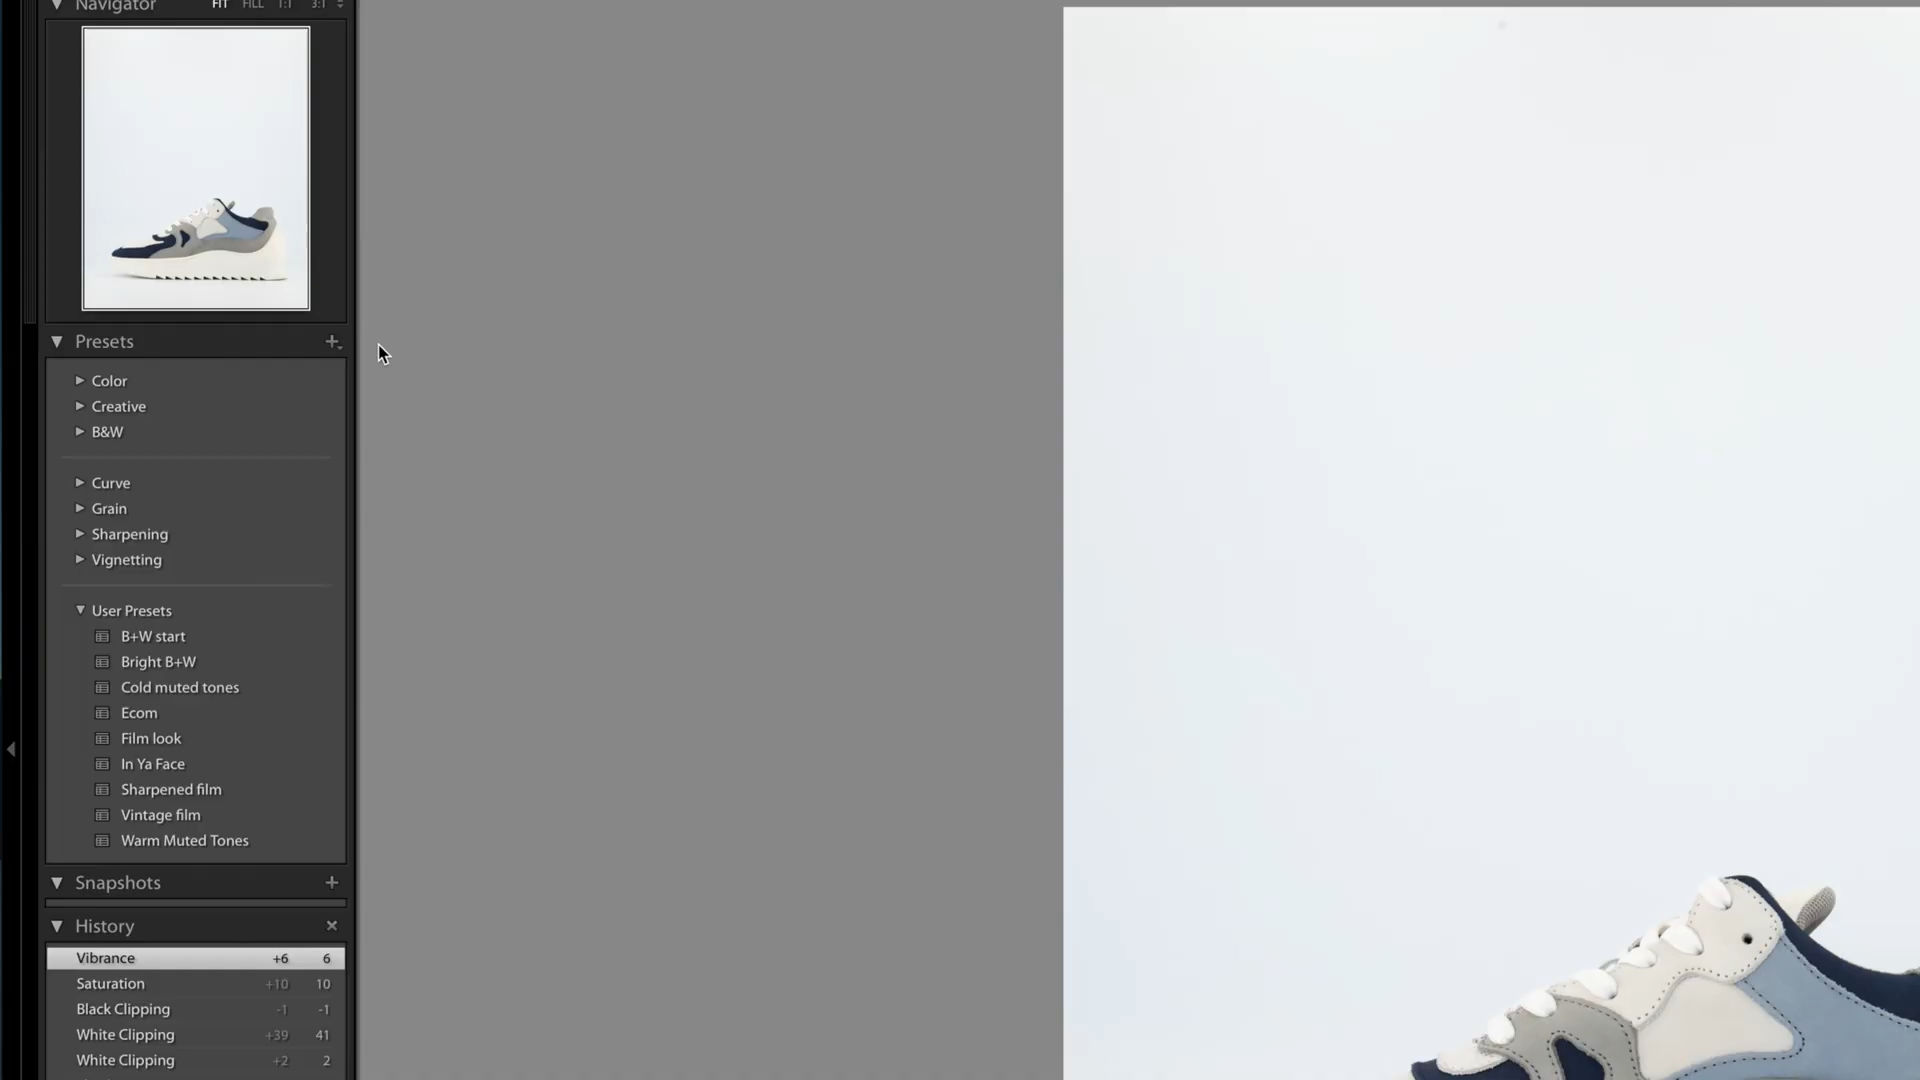 Navigator FIT FILL 1:1 3:1
Presets
Color
Creative
B&W
Curve
Grain
Sharpening
Vignetting
User Presets
B+W start
Bright B+W
Cold muted tones
Ecom
Film look
In Ya Face
Sharpened film
Vintage film
Warm Muted Tones
Snapshots
History
Vibrance +6 6
Saturation +10 10
Black Clipping -1 -1
White Clipping +39 41
White Clipping +2 2